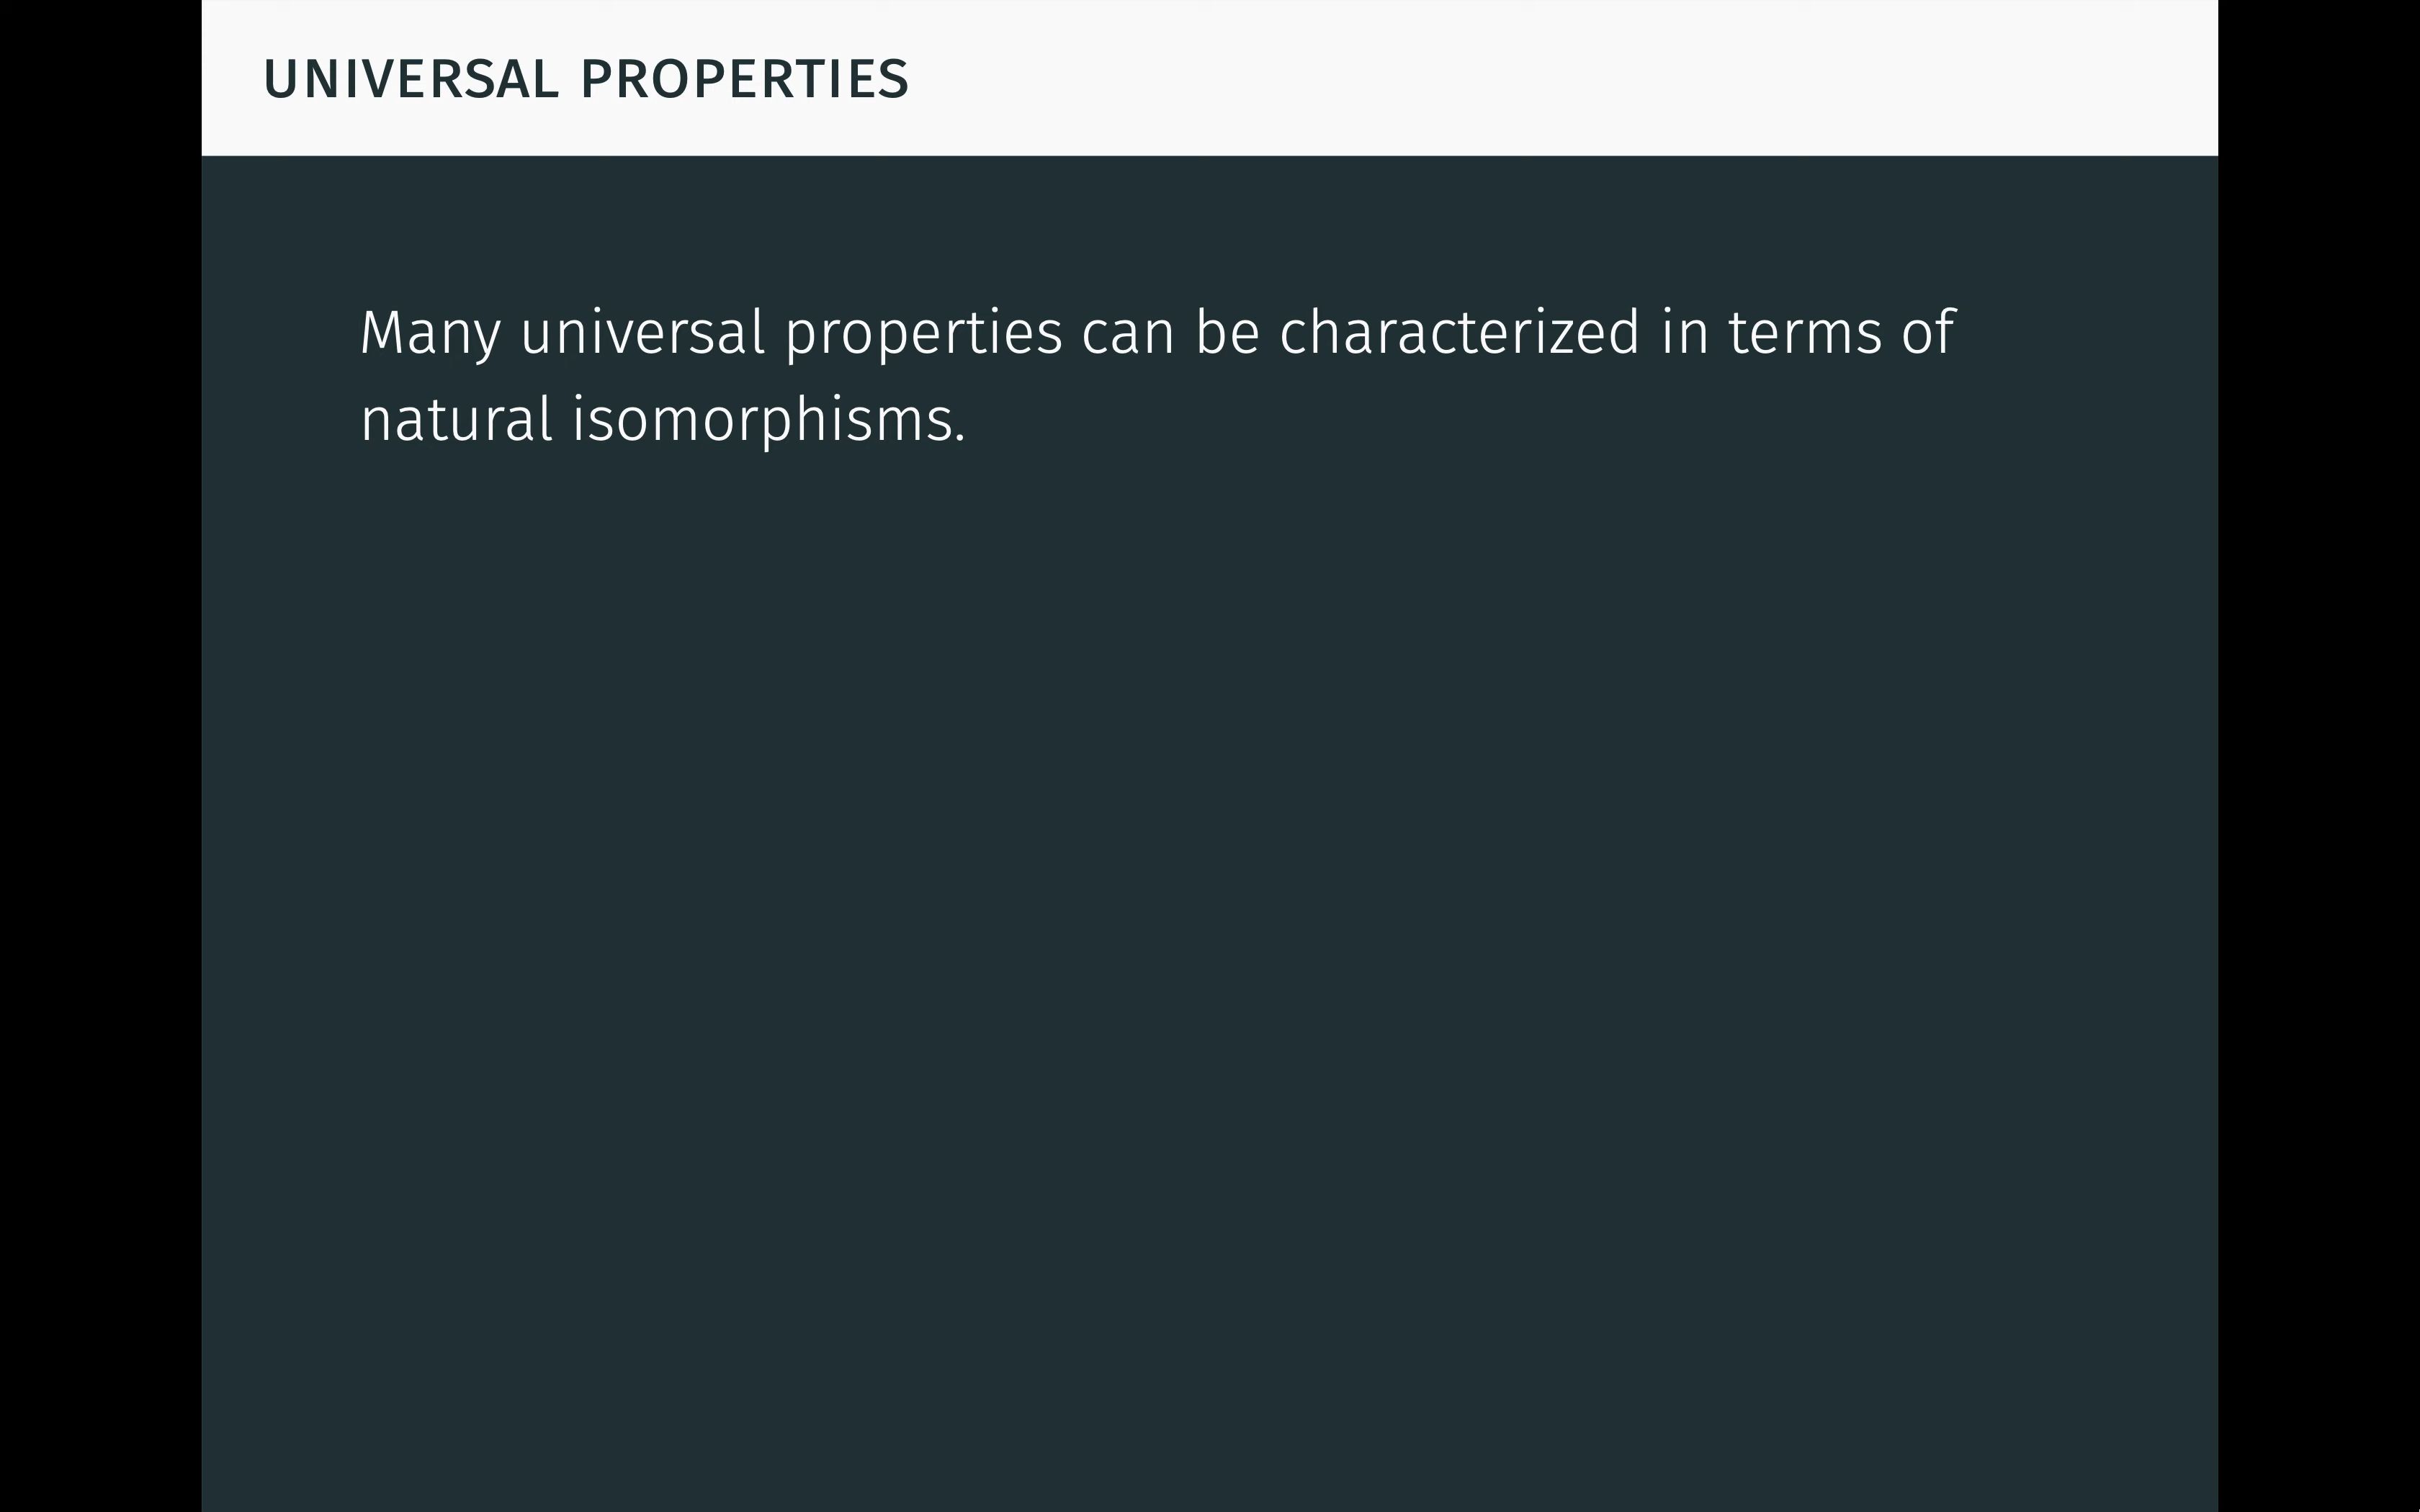 UNIVERSAL PROPERTIES
Many universal properties can be characterized in terms of
natural isomorphisms.